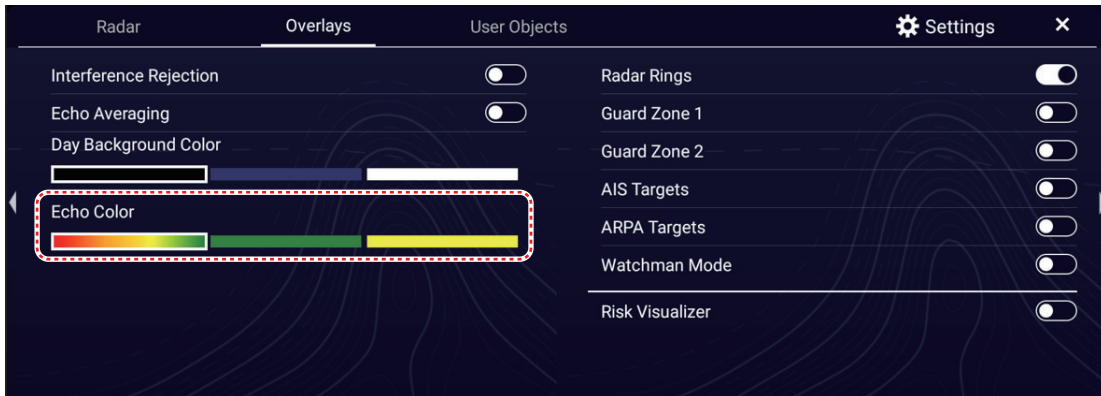 Radar
Overlays
User Objects
Settings
Interference Rejection
Echo Averaging
Day Background Color
Echo Color
Radar Rings
Guard Zone 1
Guard Zone 2
AIS Targets
ARPA Targets
Watchman Mode
Risk Visualizer